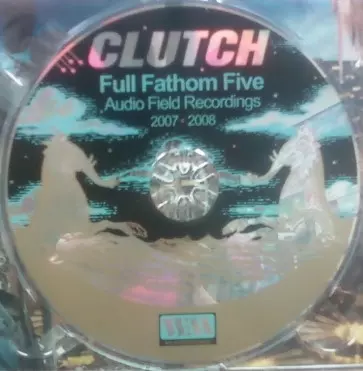 CLUTCH
Full Fathom Five
Audio Field Recordings
2007 - 2008